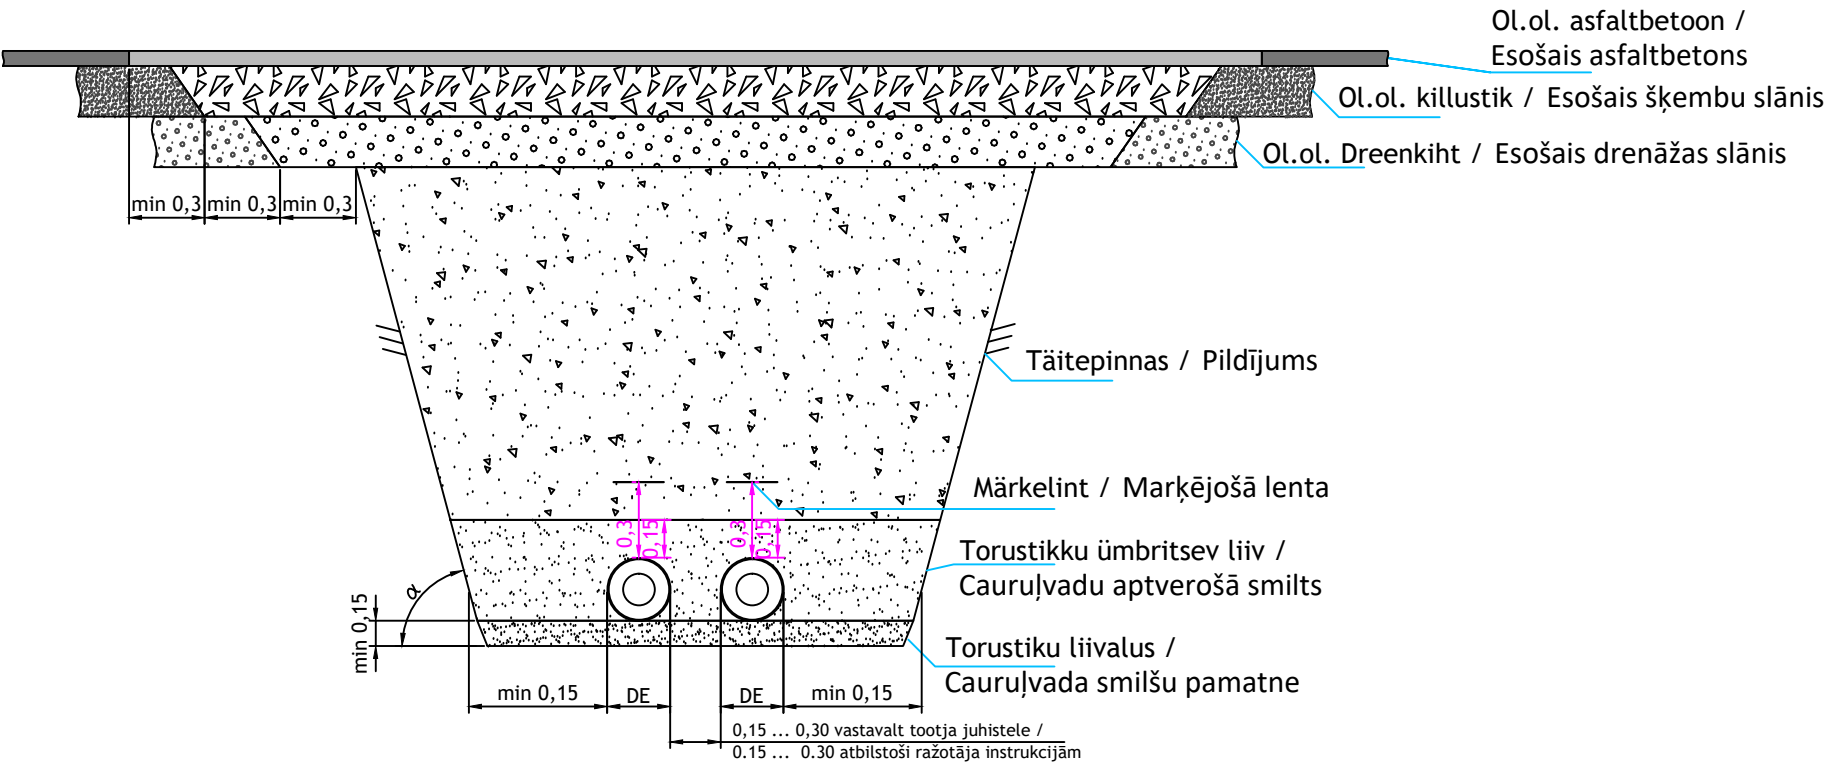 Ol.ol. asfaltbetoon /
Esošais asfaltbetons
Ol.ol. killustik / Esošais šķembu slānis
Ol.ol. Dreenkiht / Esošais drenāžas slānis
min 0,3 min 0,3 min 0,3
Täitepinnas / Pildījums
Märkelint / Marķējošā lenta
0,3
0,15
0,3
0,15
Torustikku ümbritsev liiv /
Cauruļvadu aptverošā smilts
α
min 0,15
Torustiku liivalus /
Cauruļvada smilšu pamatne
min 0,15 DE DE min 0,15
0,15 ... 0,30 vastavalt tootja juhistele /
0.15 ... 0.30 atbilstoši ražotāja instrukcijām